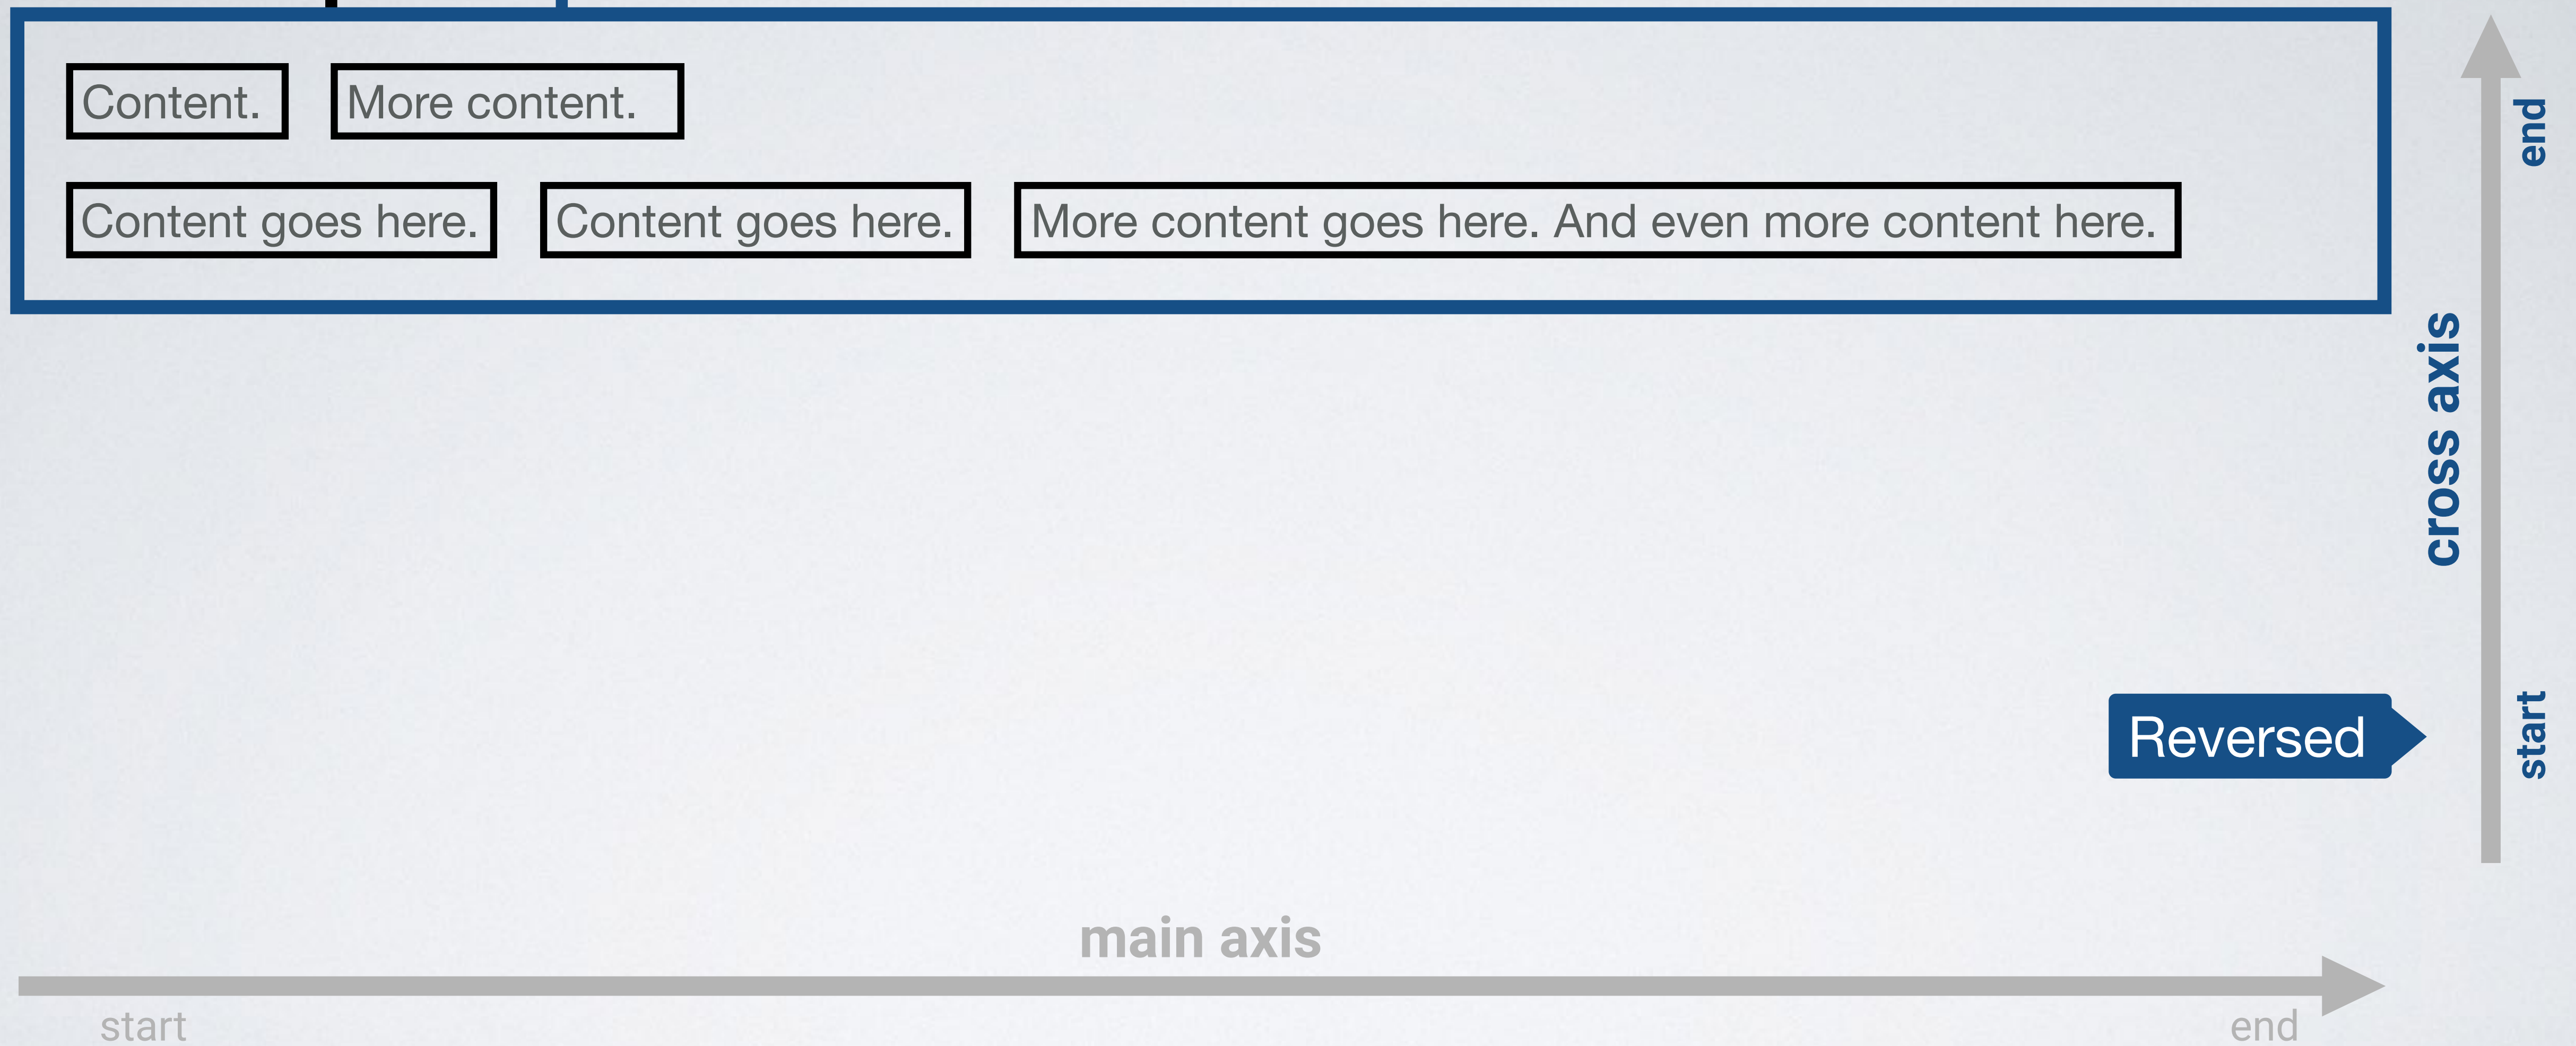 Content. More content.
end
Content goes here. Content goes here. More content goes here. And even more content here.
cross axis
Reversed
start
main axis
start end